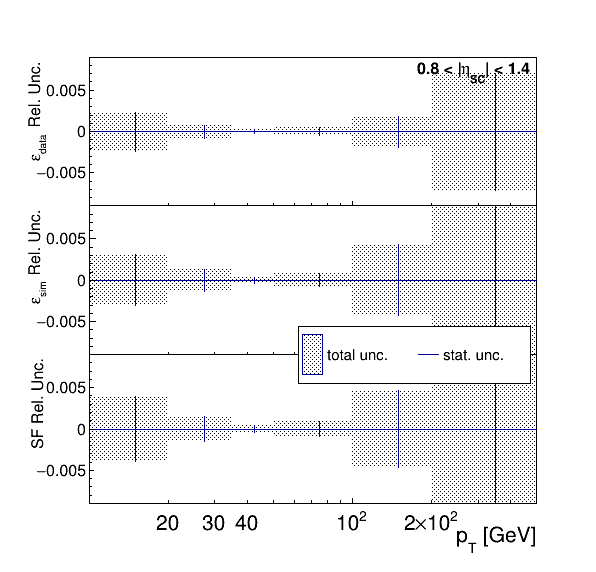 0.8 < |η_sc| < 1.4
ε_data Rel. Unc.
0.005
0
−0.005
ε_sim Rel. Unc.
0.005
0
−0.005
total unc.
stat. unc.
SF Rel. Unc.
0.005
0
−0.005
20 30 40 10² 2×10²
p_T [GeV]